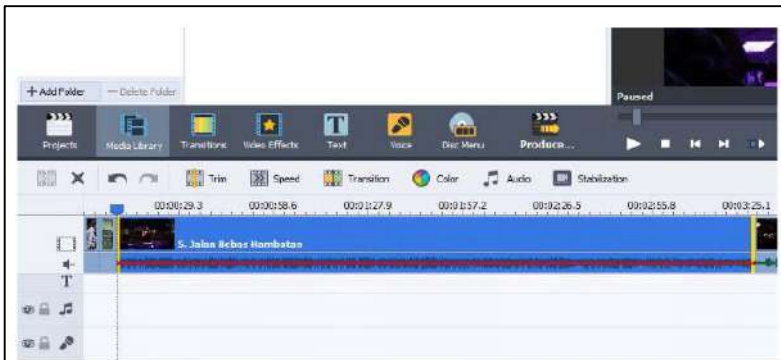 + Add Folder — Delete Folder
Paused
Projects Media Library Transitions Video Effects Text Voice Disc Menu Produce...
Trim Speed Transition Color Audio Stabilization
00:00:29.3 00:00:58.6 00:01:27.9 00:01:57.2 00:02:26.5 00:02:55.8 00:03:25.1
S. Jalan Bebas Hambatan
T